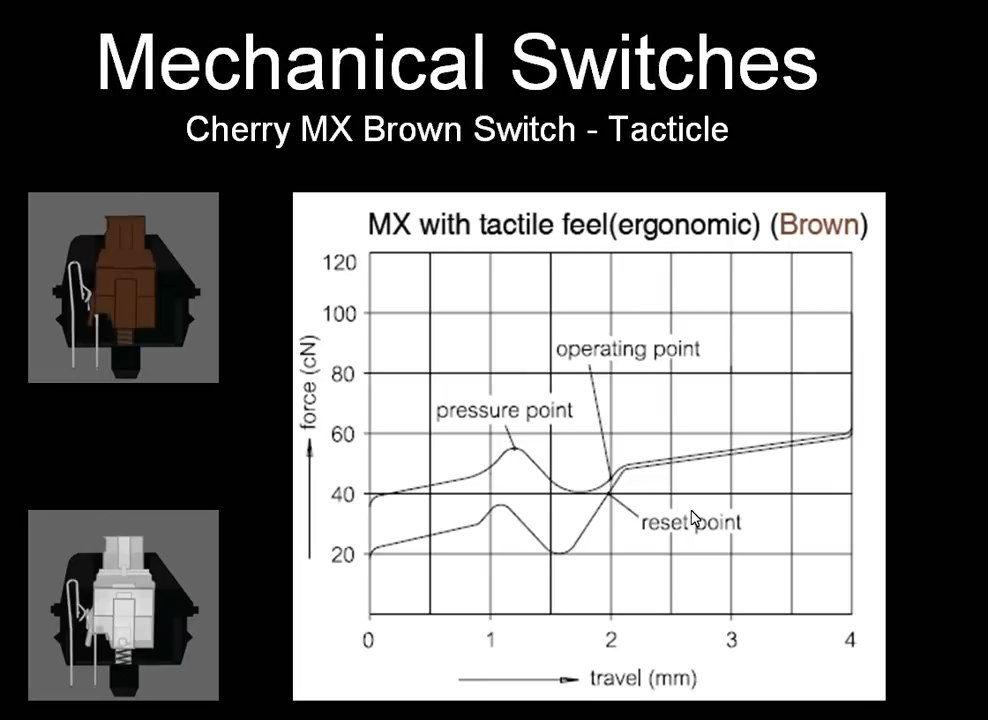 Mechanical Switches
Cherry MX Brown Switch - Tacticle
MX with tactile feel(ergonomic) (Brown)
120
100
80
60
40
20
force (cN)
operating point
pressure point
reset point
0 1 2 3 4
travel (mm)